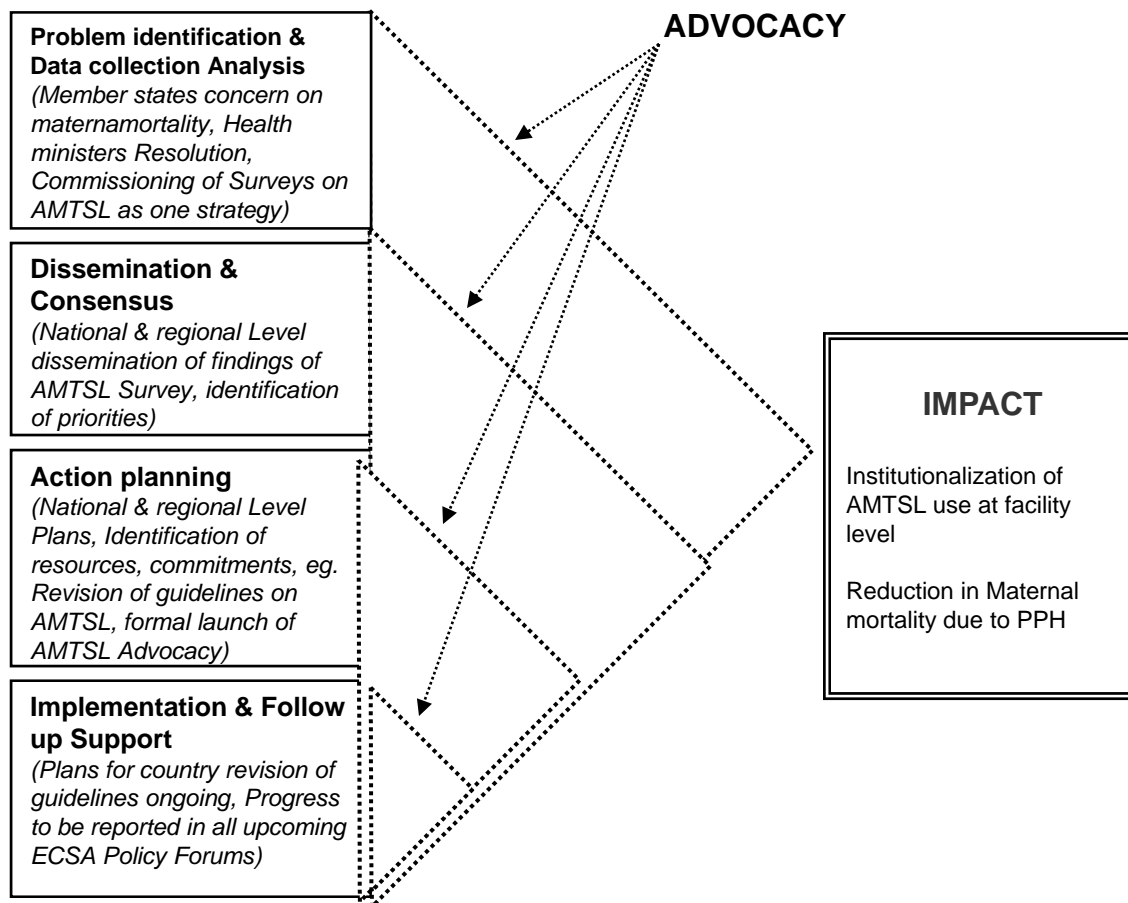 Problem identification &
Data collection Analysis
(Member states concern on
maternamortality, Health
ministers Resolution,
Commissioning of Surveys on
AMTSL as one strategy)
Dissemination &
Consensus
(National & regional Level
dissemination of findings of
AMTSL Survey, identification
of priorities)
Action planning
(National & regional Level
Plans, Identification of
resources, commitments, eg.
Revision of guidelines on
AMTSL, formal launch of
AMTSL Advocacy)
Implementation & Follow
up Support
(Plans for country revision of
guidelines ongoing, Progress
to be reported in all upcoming
ECSA Policy Forums)
ADVOCACY
IMPACT
Institutionalization of
AMTSL use at facility
level
Reduction in Maternal
mortality due to PPH